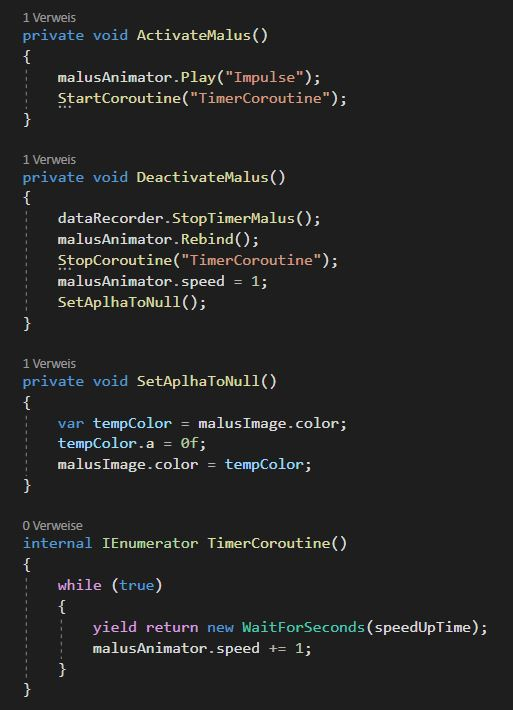 1 Verweis
private void ActivateMalus()
{
    malusAnimator.Play("Impulse");
    StartCoroutine("TimerCoroutine");
}
1 Verweis
private void DeactivateMalus()
{
    dataRecorder.StopTimerMalus();
    malusAnimator.Rebind();
    StopCoroutine("TimerCoroutine");
    malusAnimator.speed = 1;
    SetAplhaToNull();
}
1 Verweis
private void SetAplhaToNull()
{
    var tempColor = malusImage.color;
    tempColor.a = 0f;
    malusImage.color = tempColor;
}
0 Verweise
internal IEnumerator TimerCoroutine()
{
    while (true)
    {
        yield return new WaitForSeconds(speedUpTime);
        malusAnimator.speed += 1;
    }
}